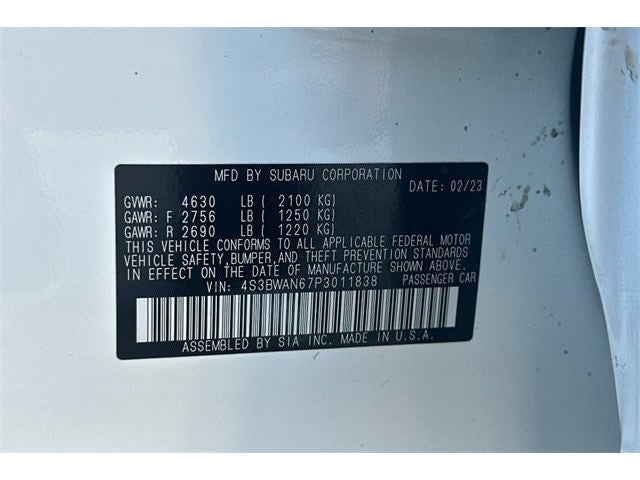 MFD BY SUBARU CORPORATION
DATE: 02/23
GVWR: 4630 LB ( 2100 KG)
GAWR: F 2756 LB ( 1250 KG)
GAWR: R 2690 LB ( 1220 KG)
THIS VEHICLE CONFORMS TO ALL APPLICABLE FEDERAL MOTOR
VEHICLE SAFETY,BUMPER,AND THEFT PREVENTION STANDARDS
IN EFFECT ON THE DATE OF MANUFACTURE SHOWN ABOVE.
VIN: 4S3BWAN67P3011838 PASSENGER CAR
ASSEMBLED BY SIA INC. MADE IN U.S.A.